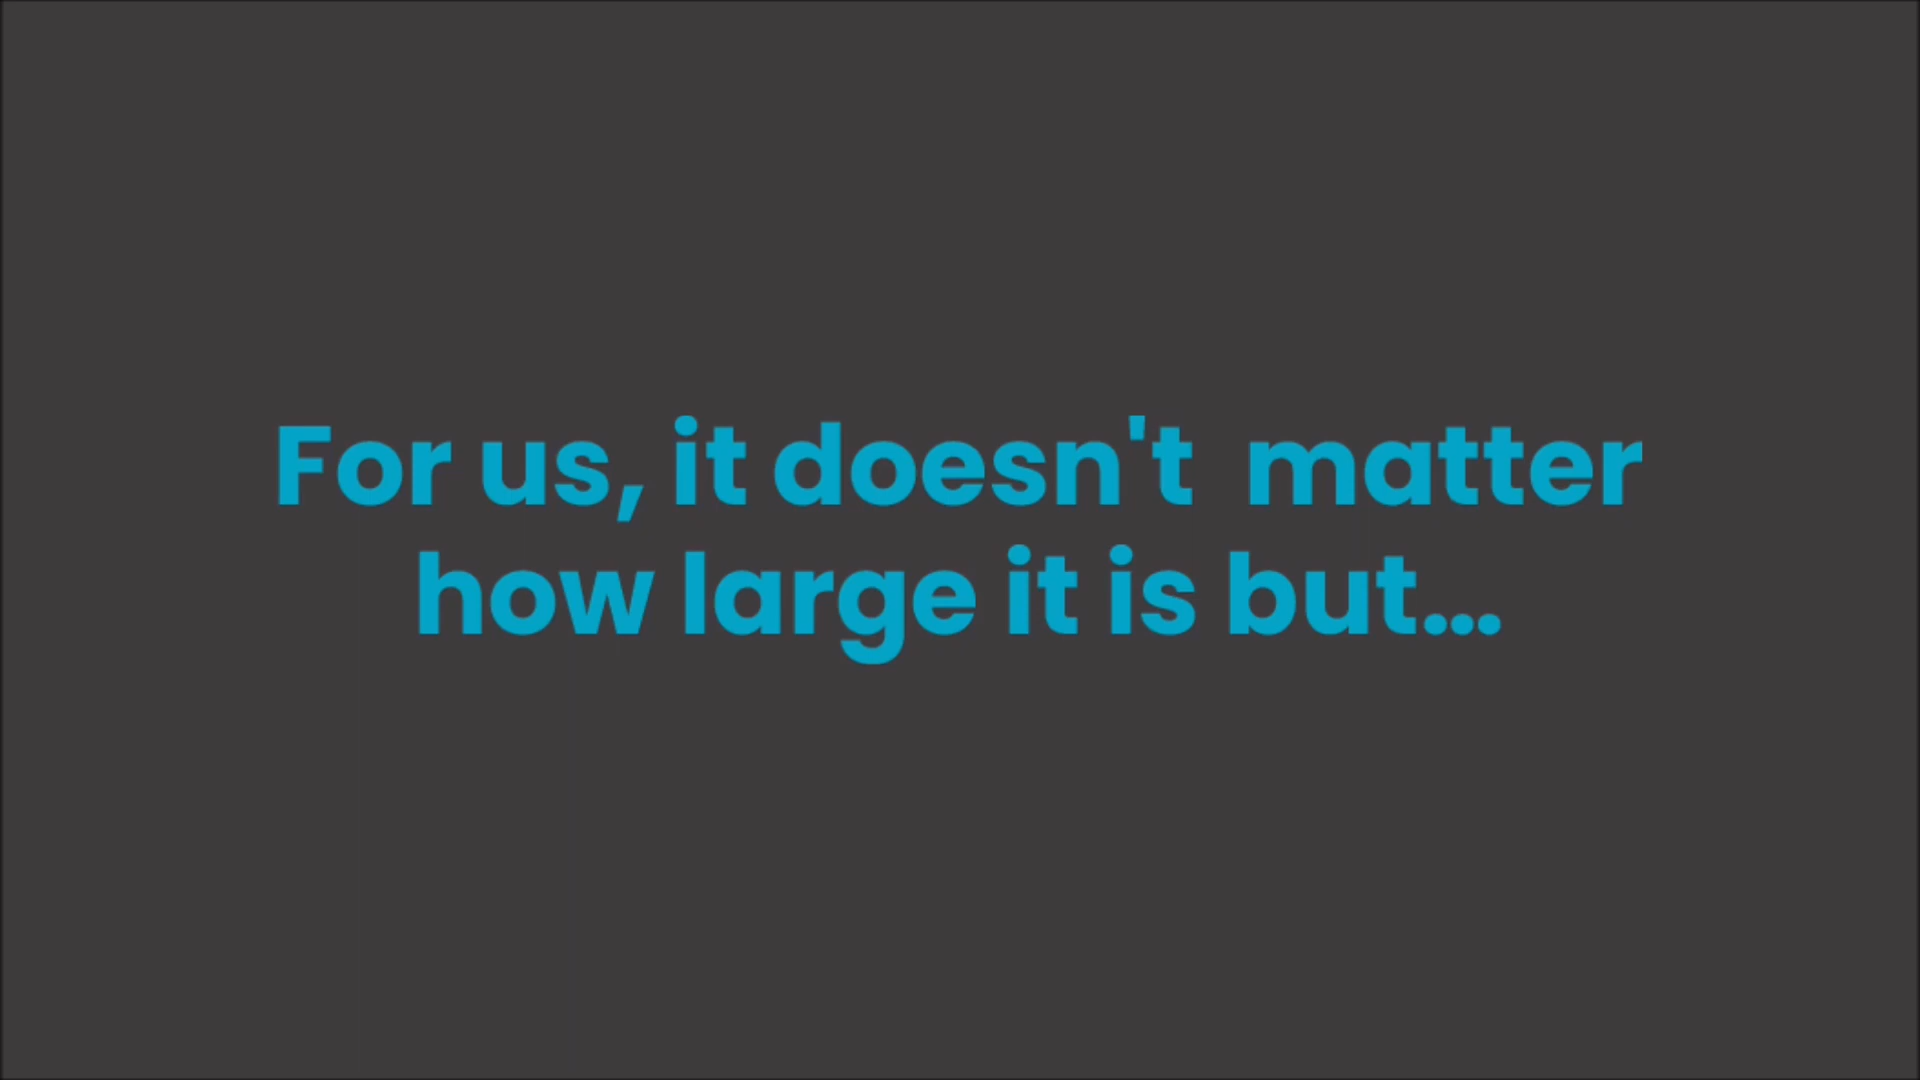 For us, it doesn't  matter
how large it is but...